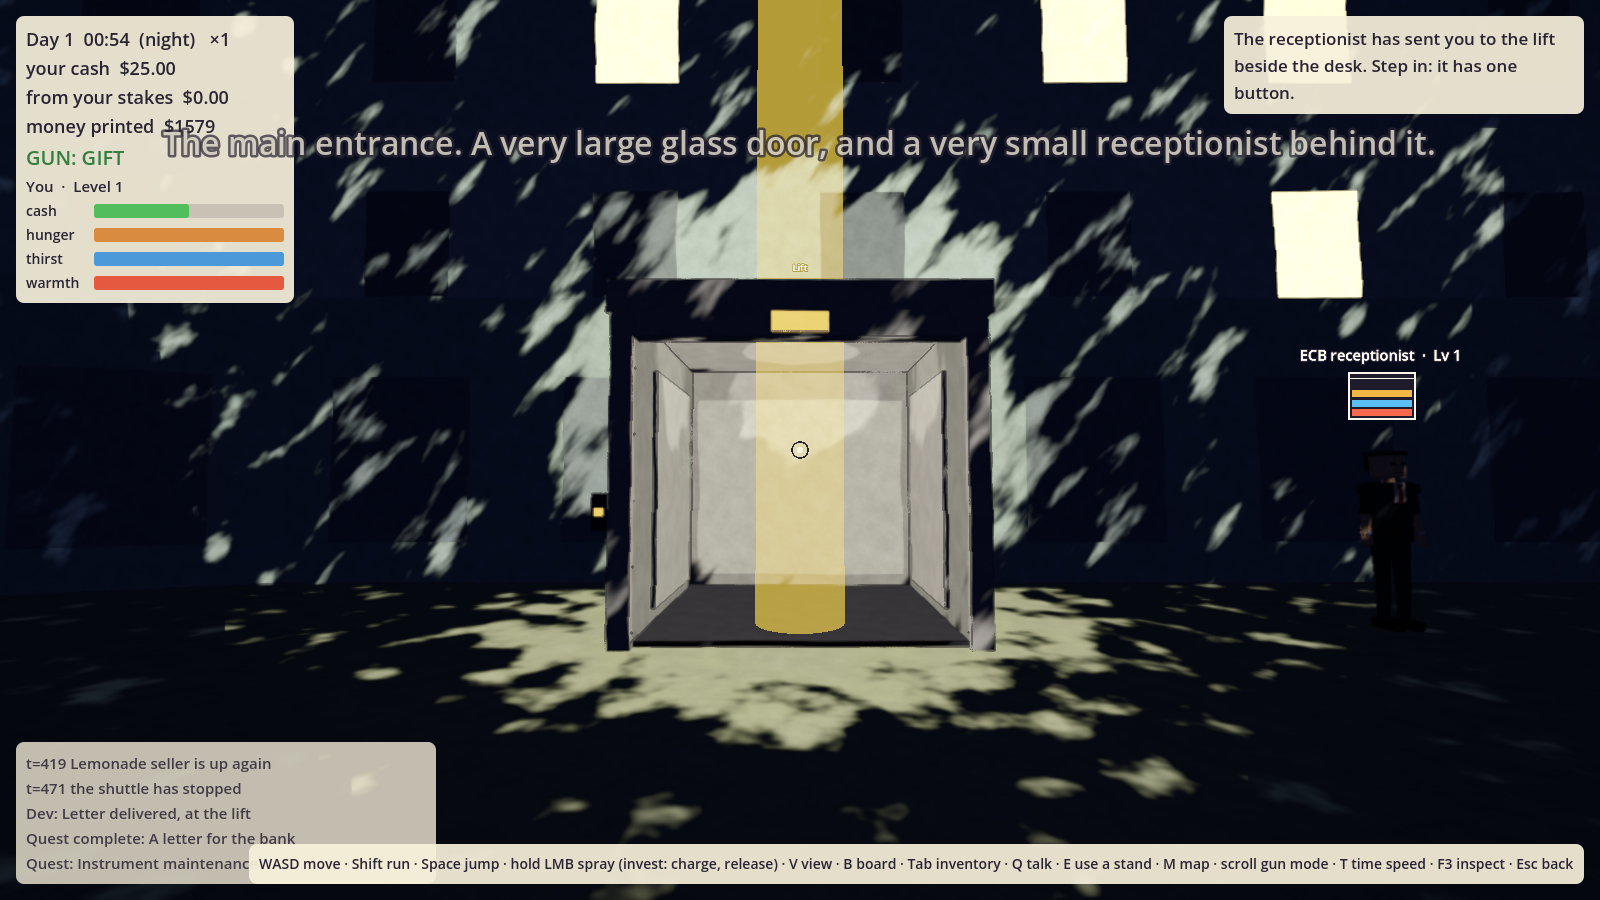 Day 1 00:54 (night) ×1
your cash $25.00
from your stakes $0.00
money printed $1579
GUN: GIFT
You · Level 1
cash
hunger
thirst
warmth
The receptionist has sent you to the lift
beside the desk. Step in: it has one
button.
The main entrance. A very large glass door, and a very small receptionist behind it.
Lift
ECB receptionist · Lv 1
t=419 Lemonade seller is up again
t=471 the shuttle has stopped
Dev: Letter delivered, at the lift
Quest complete: A letter for the bank
Quest: Instrument maintenanc
WASD move · Shift run · Space jump · hold LMB spray (invest: charge, release) · V view · B board · Tab inventory · Q talk · E use a stand · M map · scroll gun mode · T time speed · F3 inspect · Esc back